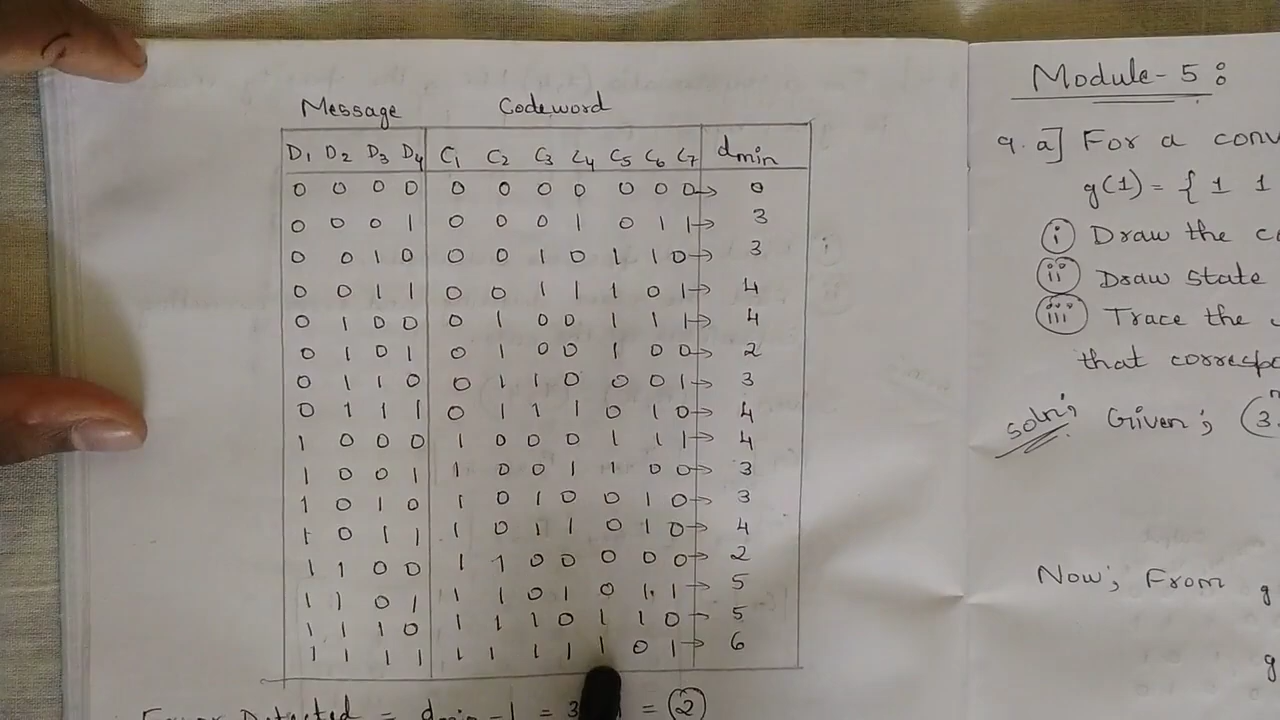 Message Codeword
D1 D2 D3 D4 C1 C2 C3 C4 C5 C6 C7 dmin
0 0 0 0 0 0 0 0 0 0 0 → 0
0 0 0 1 0 0 0 1 0 1 1 → 3
0 0 1 0 0 0 1 0 1 1 0 → 3
0 0 1 1 0 0 1 1 1 0 1 → 4
0 1 0 0 0 1 0 0 1 1 1 → 4
0 1 0 1 0 1 0 0 1 0 0 → 2
0 1 1 0 0 1 1 0 0 0 1 → 3
0 1 1 1 0 1 1 1 0 1 0 → 4
1 0 0 0 1 0 0 0 1 1 1 → 4
1 0 0 1 1 0 0 1 1 0 0 → 3
1 0 1 0 1 0 1 0 0 1 0 → 3
1 0 1 1 1 0 1 1 0 1 0 → 4
1 1 0 0 1 1 0 0 0 0 0 → 2
1 1 0 1 1 1 0 1 0 1 1 → 5
1 1 1 0 1 1 1 0 1 1 0 → 5
1 1 1 1 1 1 1 1 1 0 1 → 6
Error Detected = dmin - 1 = 3 = 2
Module - 5 :
9. a] For a conv
g(1) = { 1 1
i Draw the c
ii Draw state
iii Trace the
that corresp
Soln; Given; (3
Now; From g
g